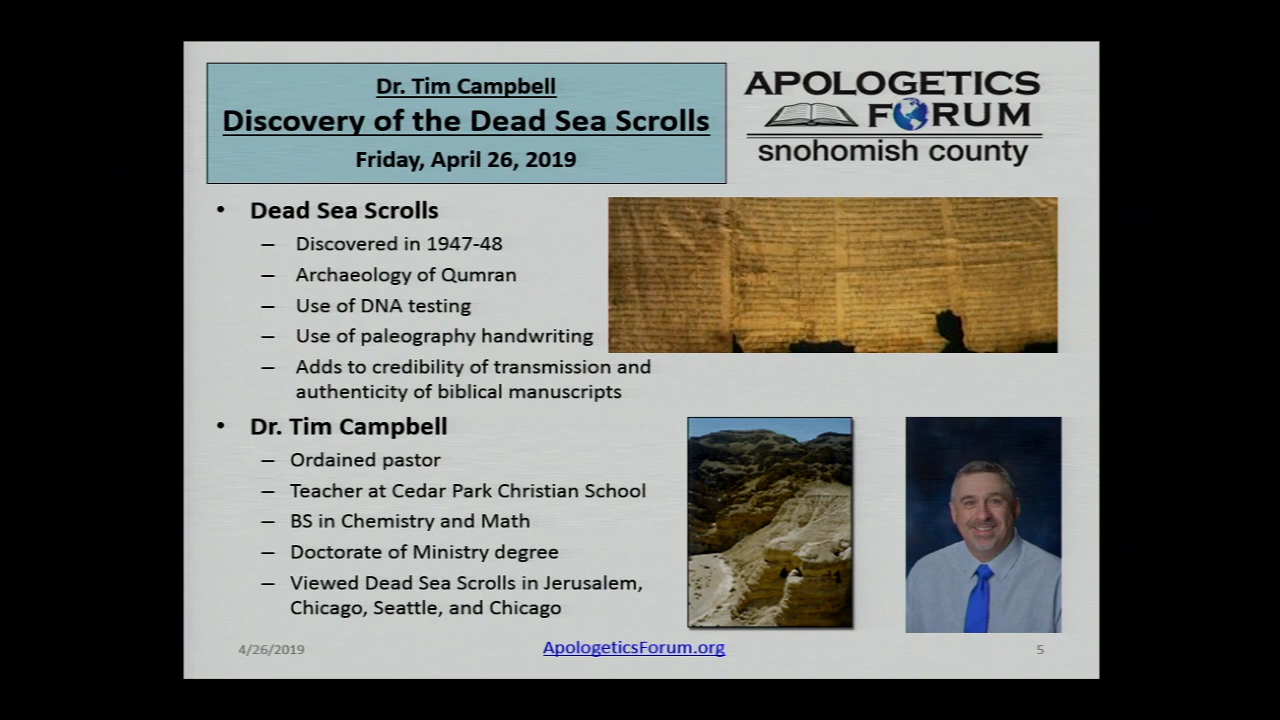 Dr. Tim Campbell
Discovery of the Dead Sea Scrolls
Friday, April 26, 2019
APOLOGETICS
FORUM
snohomish county
• Dead Sea Scrolls
– Discovered in 1947-48
– Archaeology of Qumran
– Use of DNA testing
– Use of paleography handwriting
– Adds to credibility of transmission and
authenticity of biblical manuscripts
• Dr. Tim Campbell
– Ordained pastor
– Teacher at Cedar Park Christian School
– BS in Chemistry and Math
– Doctorate of Ministry degree
– Viewed Dead Sea Scrolls in Jerusalem,
Chicago, Seattle, and Chicago
4/26/2019
ApologeticsForum.org
5